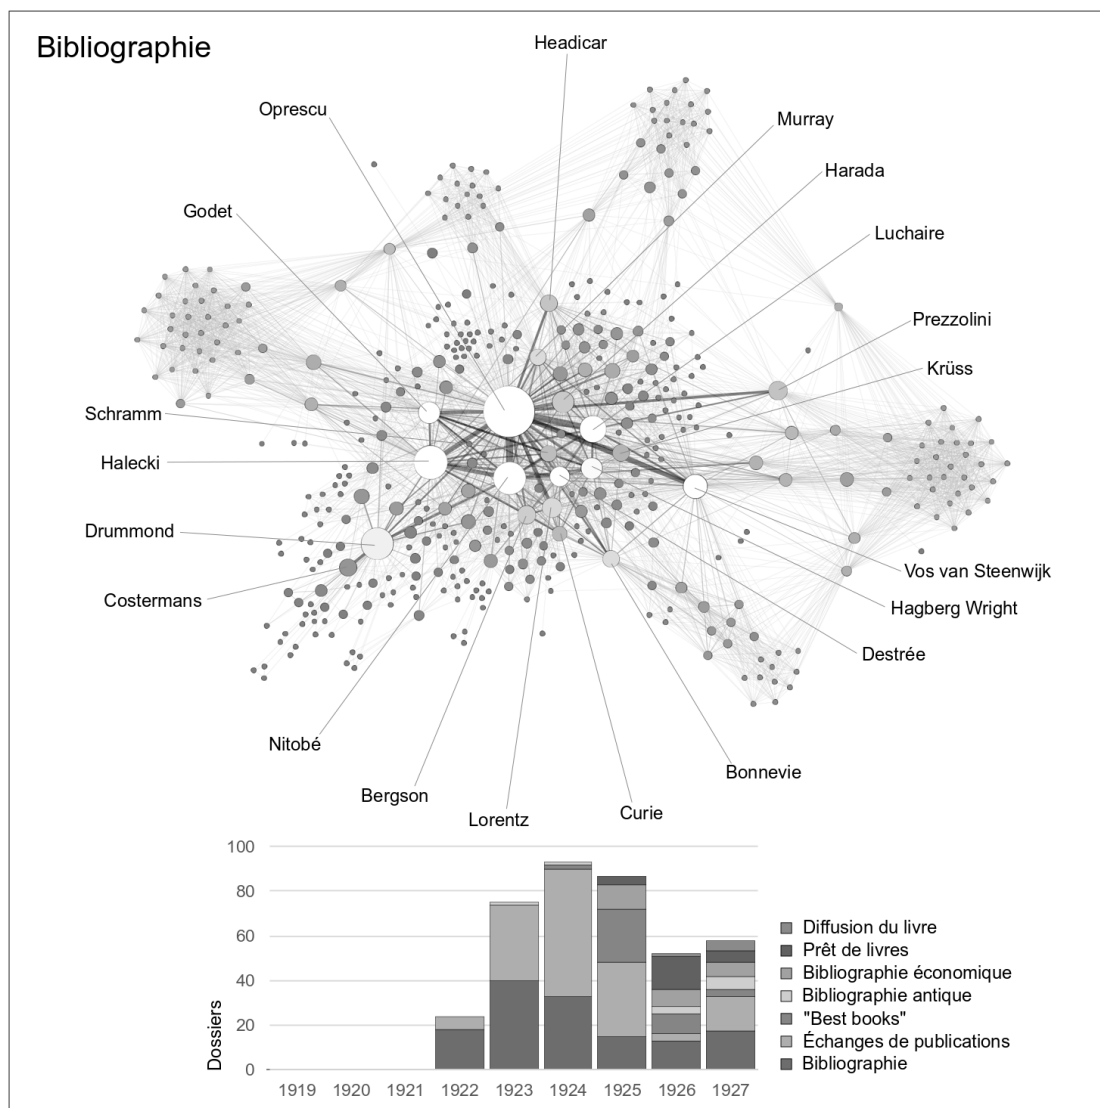 Bibliographie
Headicar
Oprescu
Murray
Harada
Godet
Luchaire
Prezzolini
Krüss
Schramm
Halecki
Drummond
Vos van Steenwijk
Costermans
Hagberg Wright
Destrée
Nitobé
Bonnevie
Bergson
Curie
Lorentz
100
80
60
40
20
0
Dossiers
1919 1920 1921 1922 1923 1924 1925 1926 1927
Diffusion du livre
Prêt de livres
Bibliographie économique
Bibliographie antique
"Best books"
Échanges de publications
Bibliographie